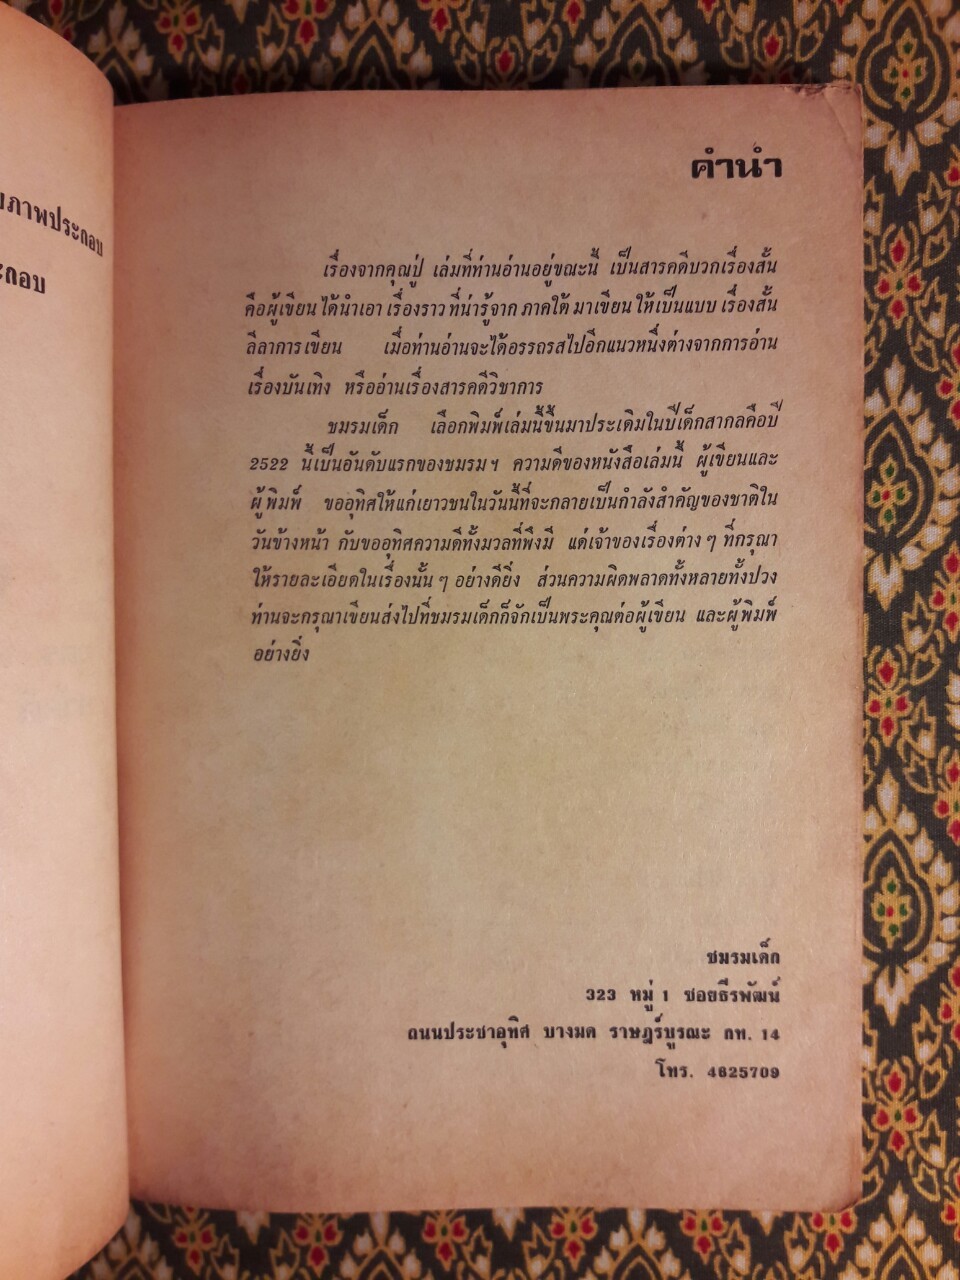 ภาพประกอบ
คำนำ
เรื่องจากคุณปู่ เล่มที่ท่านอ่านอยู่ขณะนี้ เป็นสารคดีบวกเรื่องสั้น
คือผู้เขียนได้นำเอา เรื่องราว ที่น่ารู้จาก ภาคใต้ มาเขียน ให้เป็นแบบ เรื่องสั้น
ลีลาการเขียน เมื่อท่านอ่านจะได้อรรถรสไปอีกแนวหนึ่งต่างจากการอ่าน
เรื่องบันเทิง หรืออ่านเรื่องสารคดีวิชาการ
ชมรมเด็ก เลือกพิมพ์เล่มนี้ขึ้นมาประเดิมในปีเด็กสากลคือปี
2522 นี้เป็นอันดับแรกของชมรมฯ ความดีของหนังสือเล่มนี้ ผู้เขียนและ
ผู้พิมพ์ ขออุทิศให้แก่เยาวชนในวันนี้ที่จะกลายเป็นกำลังสำคัญของชาติใน
วันข้างหน้า กับขออุทิศความดีทั้งมวลที่พึงมี แด่เจ้าของเรื่องต่าง ๆ ที่กรุณา
ให้รายละเอียดในเรื่องนั้น ๆ อย่างดียิ่ง ส่วนความผิดพลาดทั้งหลายทั้งปวง
ท่านจะกรุณาเขียนส่งไปที่ชมรมเด็กก็จักเป็นพระคุณต่อผู้เขียน และผู้พิมพ์
อย่างยิ่ง
ชมรมเด็ก
323 หมู่ 1 ซอยธีรพัฒน์
ถนนประชาอุทิศ บางมด ราษฎร์บูรณะ กท. 14
โทร. 4625709